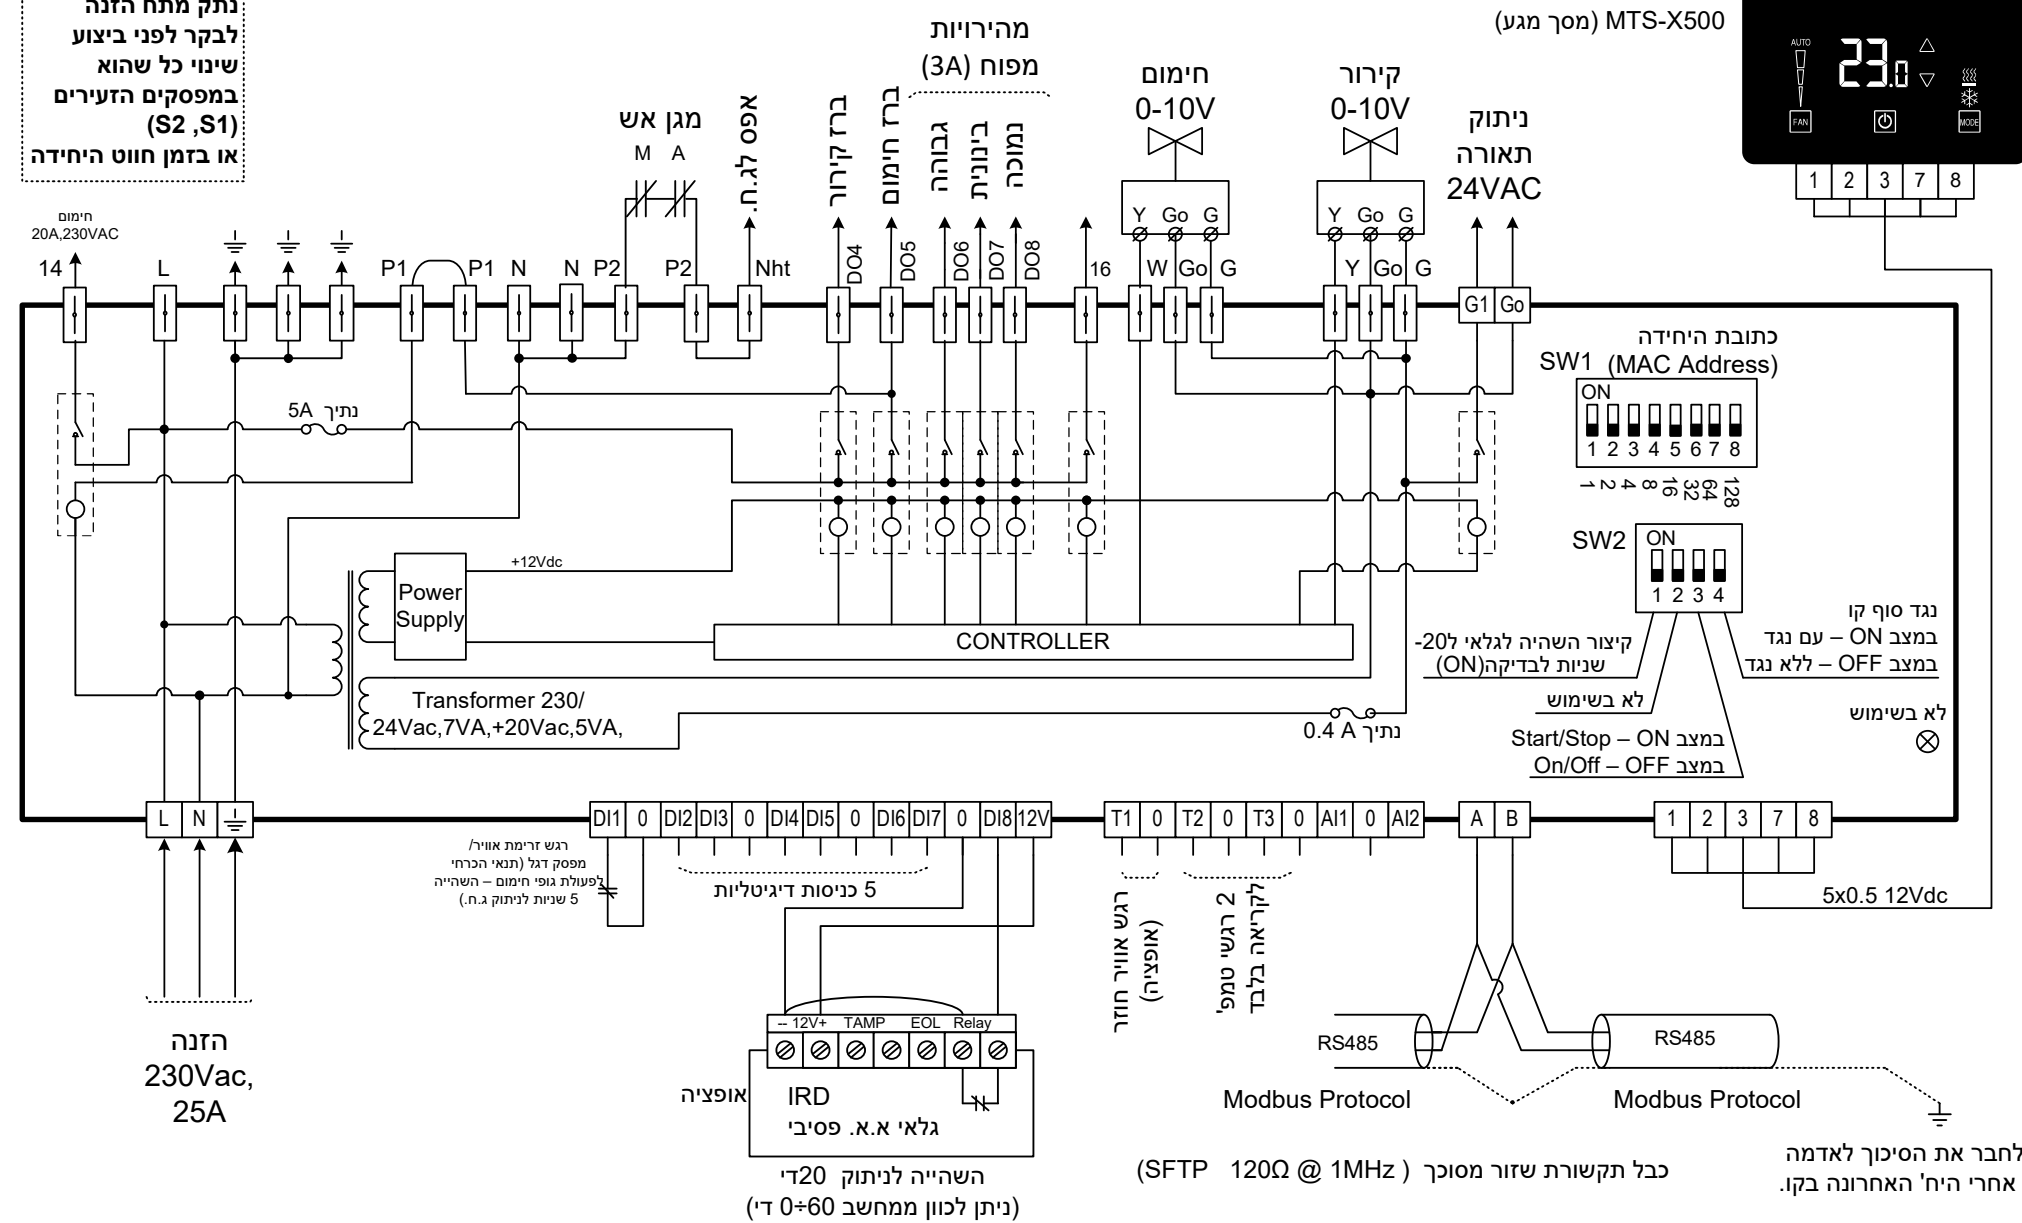 נתק מתח הזנה
לבקר לפני ביצוע
שינוי כל שהוא
במפסקים הזעירים
(S2 ,S1)
או בזמן חווט היחידה
MTS-X500 (מסך מגע)
AUTO
23.0
FAN
MODE
1 2 3 7 8
חימום
20A,230VAC
מגן אש
M A
אפס לג.ח.
ברז קירור
ברז חימום
מהירויות
מפוח (3A)
גבוהה
בינונית
נמוכה
חימום
0-10V
קירור
0-10V
ניתוק
תאורה
24VAC
Y Go G
Y Go G
14 L P1 P1 N N P2 P2 Nht DO4 DO5 DO6 DO7 DO8 16 W Go G Y Go G
G1 Go
נתיך 5A
+12Vdc
Power
Supply
CONTROLLER
Transformer 230/
24Vac,7VA,+20Vac,5VA,
נתיך 0.4 A
כתובת היחידה
SW1 (MAC Address)
ON
1 2 3 4 5 6 7 8
1 2 4 8 16 32 64 128
SW2
ON
1 2 3 4
קיצור השהיה לגלאי ל20-
שניות לבדיקה(ON)
לא בשימוש
במצב Start/Stop – ON
במצב On/Off – OFF
נגד סוף קו
במצב ON – עם נגד
במצב OFF – ללא נגד
לא בשימוש
L N
DI1 0 DI2 DI3 0 DI4 DI5 0 DI6 DI7 0 DI8 12V
T1 0 T2 0 T3 0 AI1 0 AI2
A B
1 2 3 7 8
רגש זרימת אוויר/
מפסק דגל (תנאי הכרחי
לפעולת גופי חימום – השהייה
5 שניות לניתוק ג.ח.)
5 כניסות דיגיטליות
רגש אוויר חוזר
(אופציה)
2 רגשי טמפ'
לקריאה בלבד
5x0.5 12Vdc
הזנה
230Vac,
25A
-- 12V+ TAMP EOL Relay
אופציה
IRD
גלאי א.א. פסיבי
השהייה לניתוק 20די
(ניתן לכוון ממחשב 60÷0 די)
RS485
RS485
Modbus Protocol
Modbus Protocol
כבל תקשורת שזור מסוכך (SFTP 120Ω @ 1MHz)
לחבר את הסיכוך לאדמה
אחרי היח' האחרונה בקו.